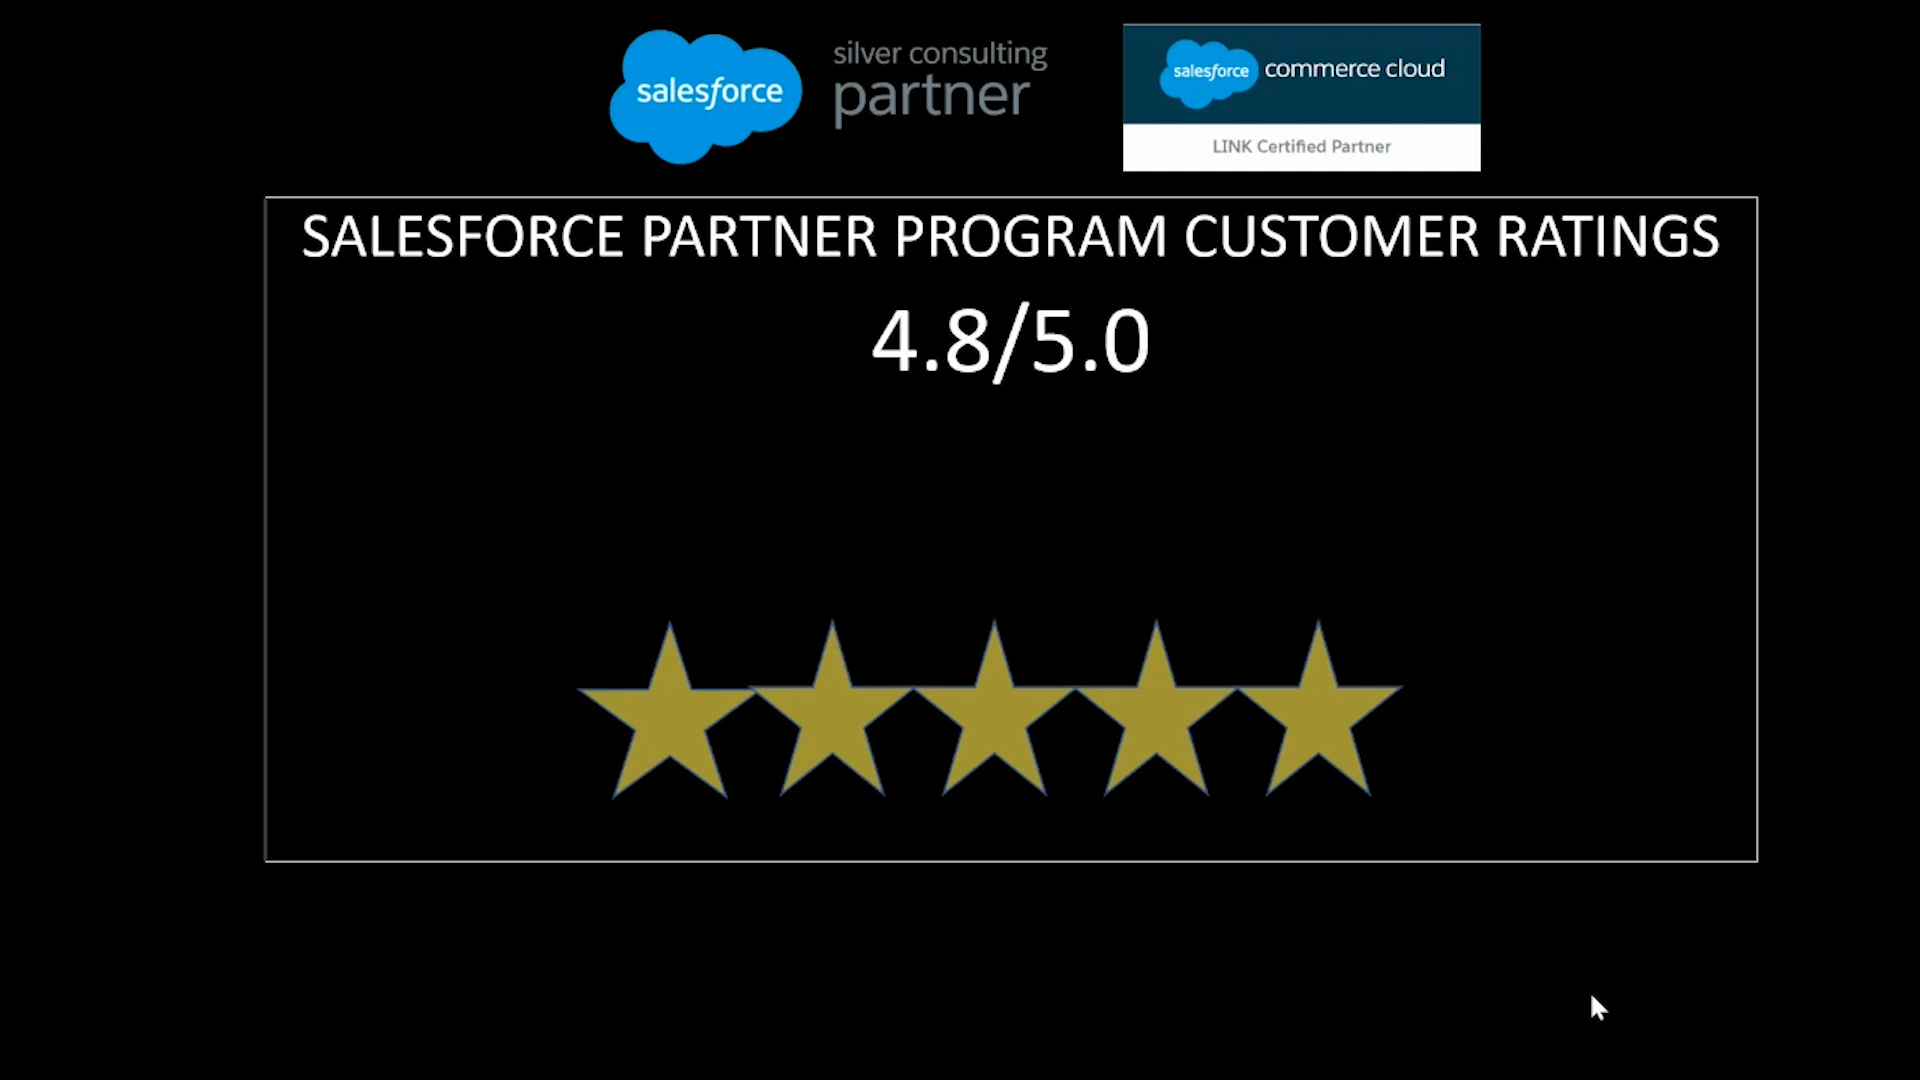 salesforce
silver consulting
partner
salesforce commerce cloud
LINK Certified Partner
SALESFORCE PARTNER PROGRAM CUSTOMER RATINGS
4.8/5.0